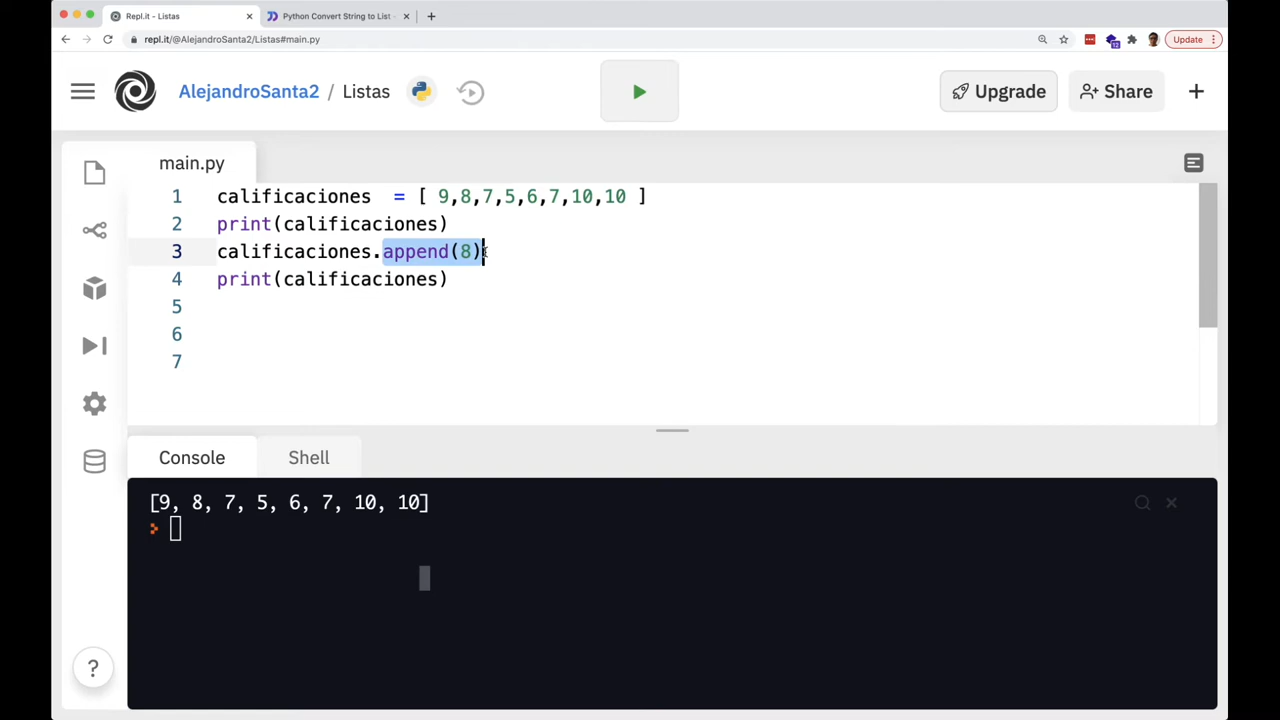 Repl.it - Listas
Python Convert String to List
repl.it/@AlejandroSanta2/Listas#main.py
Update
12
AlejandroSanta2 / Listas
Upgrade
Share
main.py
1 calificaciones = [ 9,8,7,5,6,7,10,10 ]
2 print(calificaciones)
3 calificaciones.append(8)
4 print(calificaciones)
5
6
7
Console
Shell
[9, 8, 7, 5, 6, 7, 10, 10]
?